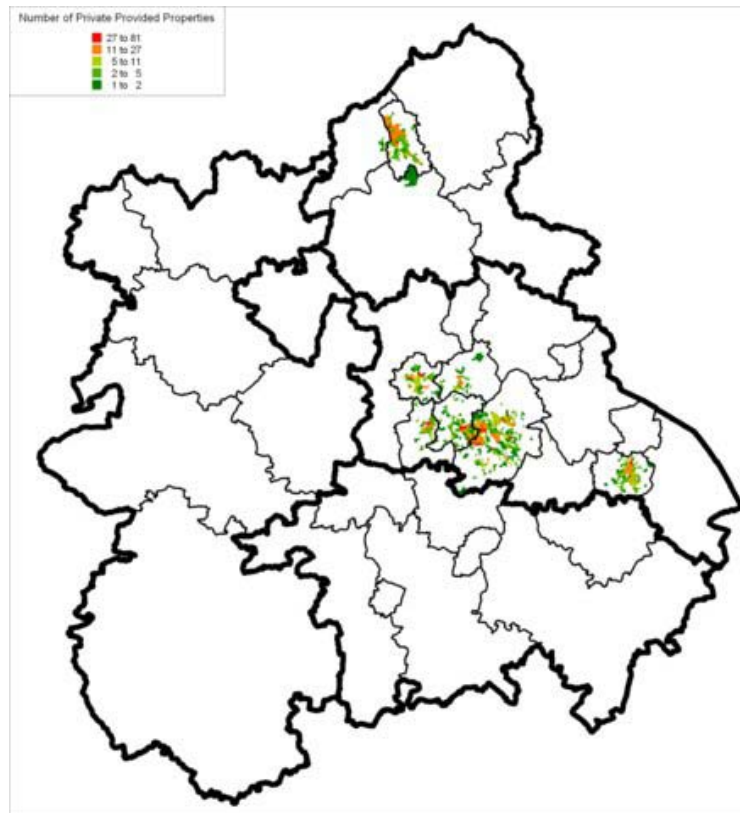 Number of Private Provided Properties
27 to 81
11 to 27
5 to 11
2 to 5
1 to 2